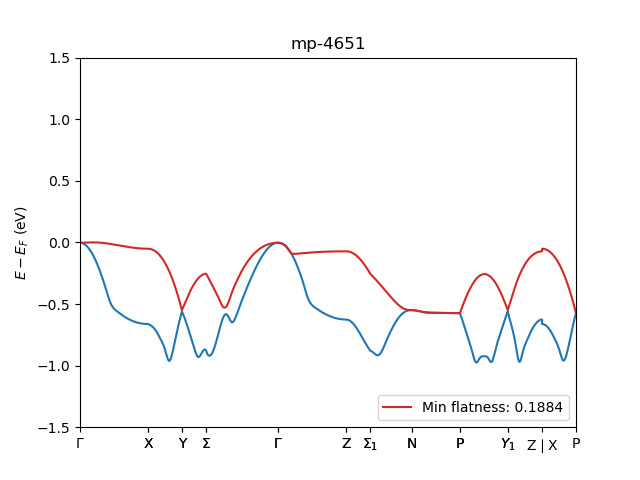 mp-4651
E − E_F (eV)
1.5
1.0
0.5
0.0
−0.5
−1.0
−1.5
Min flatness: 0.1884
Γ X Y Σ Γ Z Σ₁ N P Y₁ Z | X P